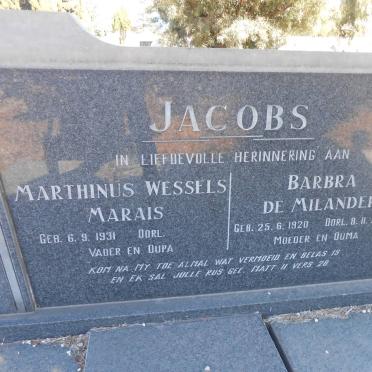 JACOBS
IN LIEFDEVOLLE HERINNERING AAN
MARTHINUS WESSELS
MARAIS
GEB. 6.9.1931 OORL.
VADER EN OUPA
BARBRA
DE MILANDER
GEB. 25.6.1920 OORL. 8.11.
MOEDER EN OUMA
KOM NA MY TOE ALMAL WAT VERMOEID EN BELAS IS
EN EK SAL JULLE RUS GEE. MATT 11 VERS 28